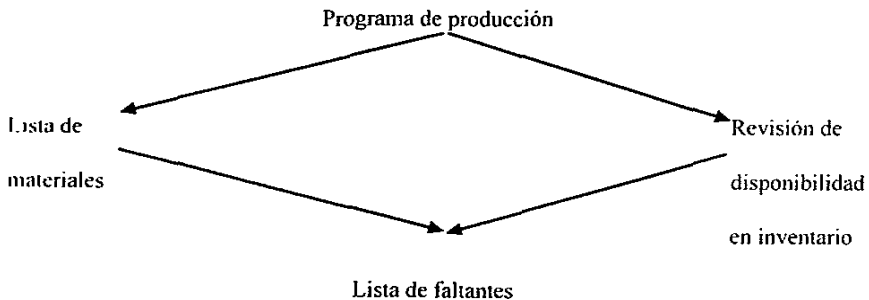 Programa de producción
Lista de
materiales
Revisión de
disponibilidad
en inventario
Lista de faltantes